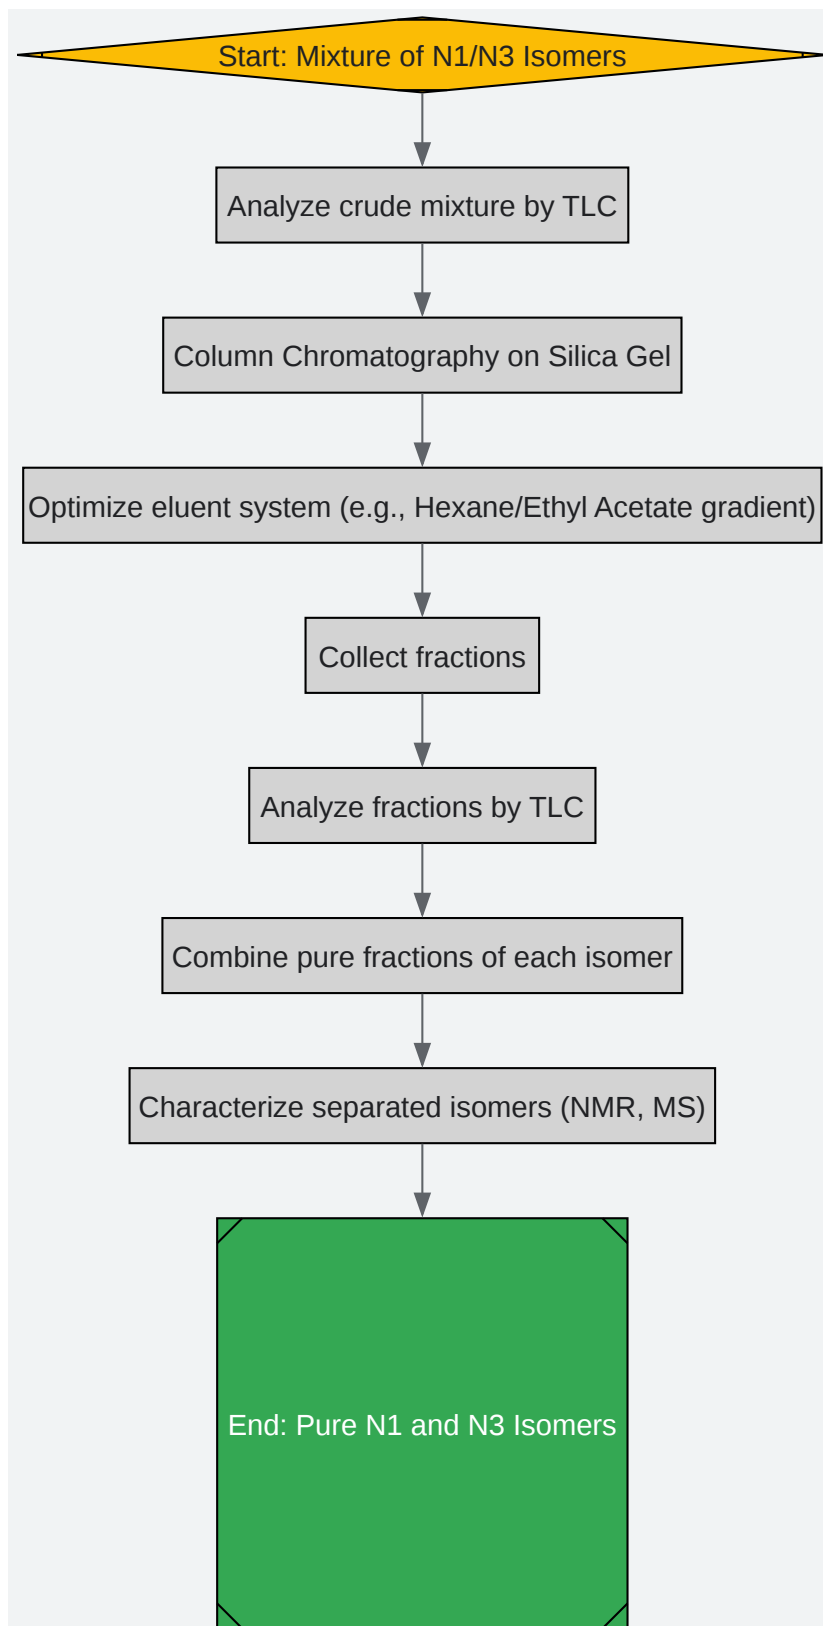 Start: Mixture of N1/N3 Isomers
Analyze crude mixture by TLC
Column Chromatography on Silica Gel
Optimize eluent system (e.g., Hexane/Ethyl Acetate gradient)
Collect fractions
Analyze fractions by TLC
Combine pure fractions of each isomer
Characterize separated isomers (NMR, MS)
End: Pure N1 and N3 Isomers